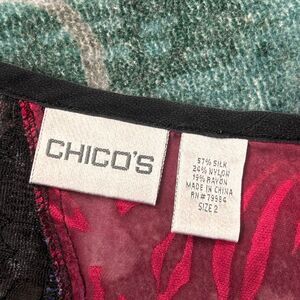 CHICO'S
57% SILK
24% NYLON
19% RAYON
MADE IN CHINA
RN# 79984
SIZE 2